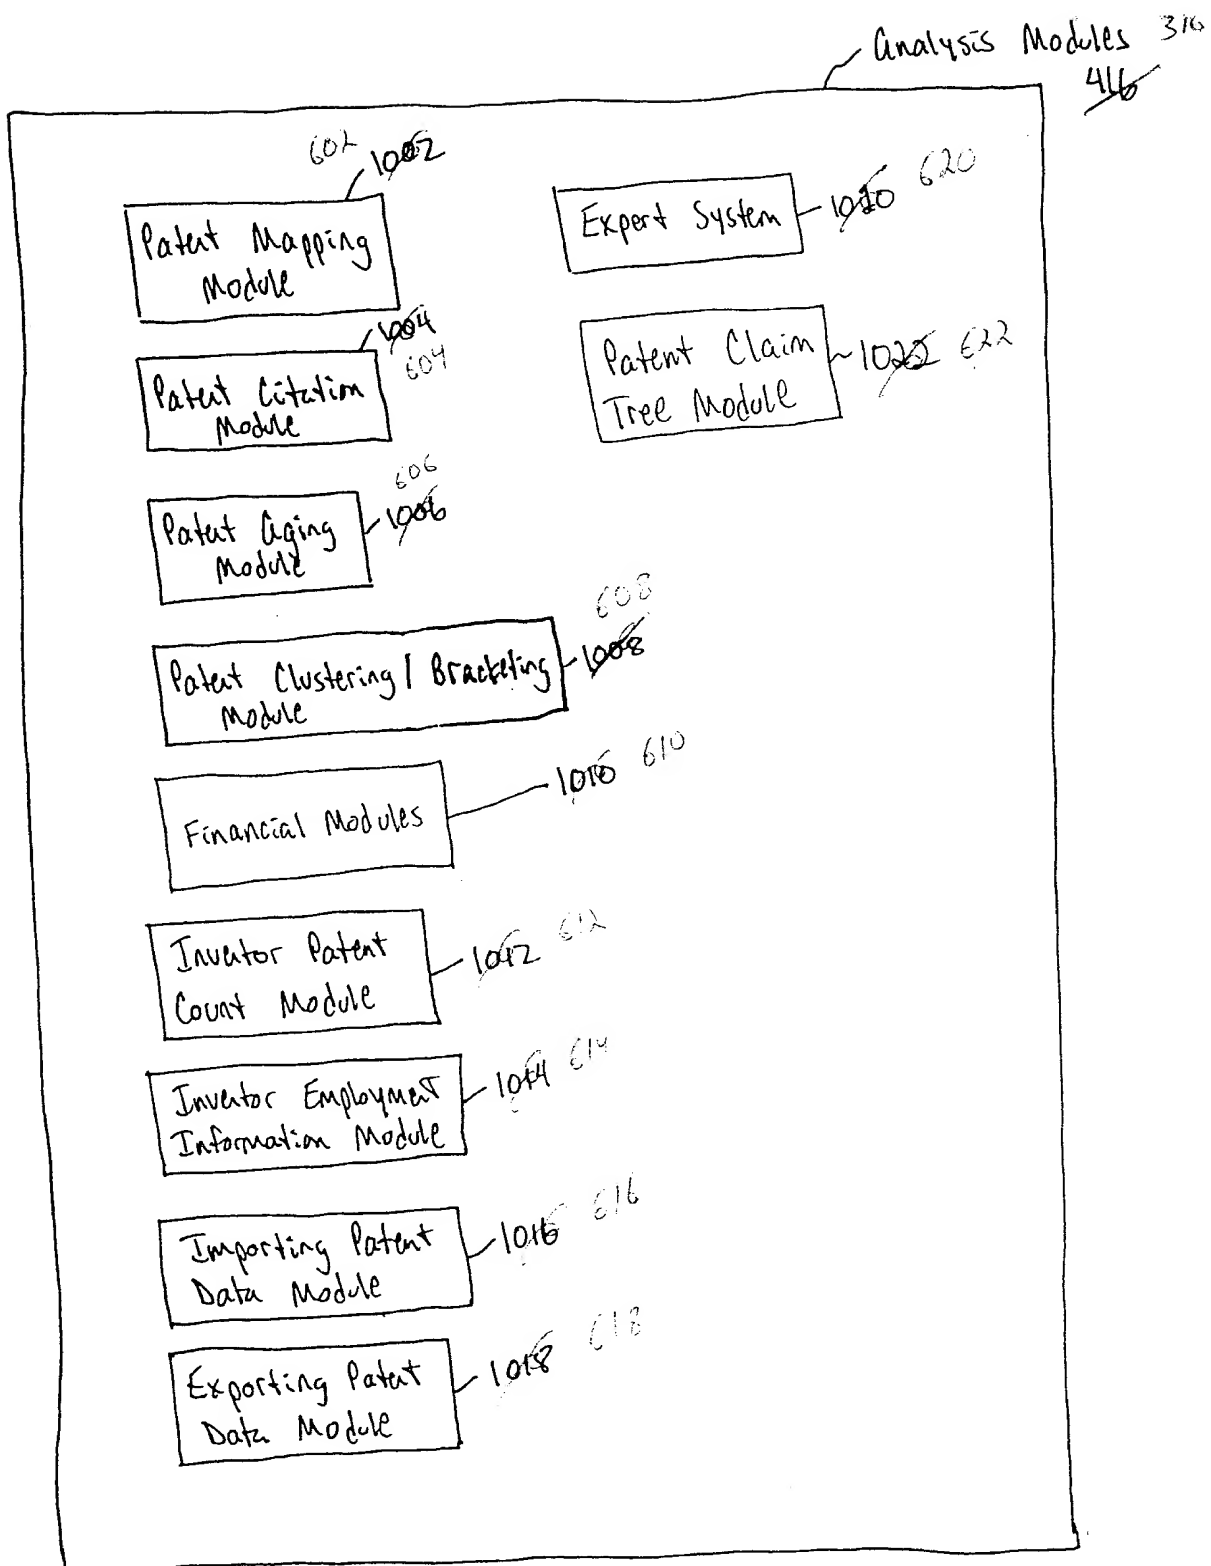 Analysis Modules 316
416
602
1002
Patent Mapping
Module
1004
604
Patent Citation
Module
606
1006
Patent Aging
Module
608
1008
Patent Clustering / Bracketing
Module
1010 610
Financial Modules
1012 612
Inventor Patent
Count Module
1014 614
Inventor Employment
Information Module
1016 616
Importing Patent
Data Module
1018 618
Exporting Patent
Data Module
Expert System
1020 620
Patent Claim
Tree Module
1022 622